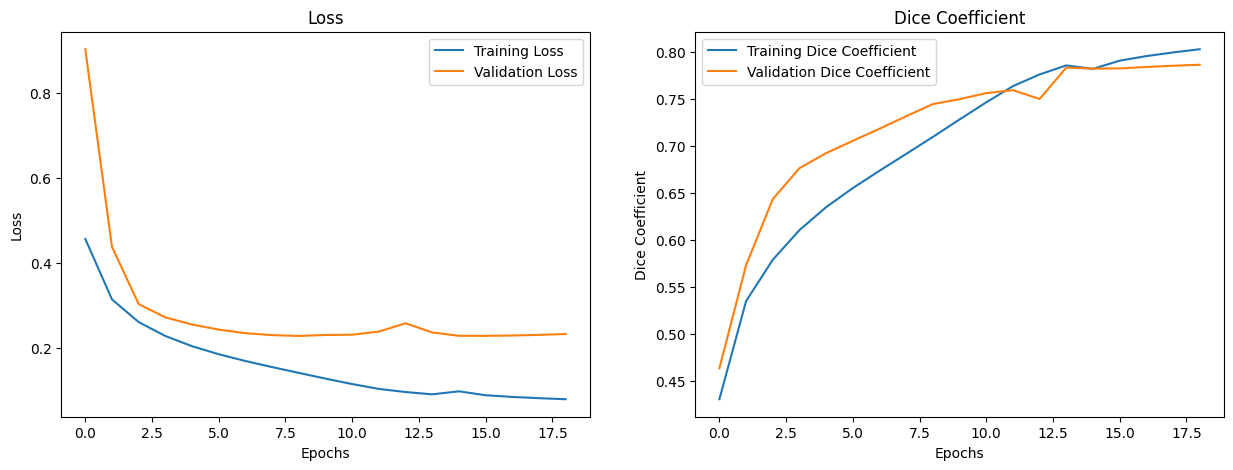 Loss
Training Loss
Validation Loss
Loss
0.8
0.6
0.4
0.2
0.0
2.5
5.0
7.5
10.0
12.5
15.0
17.5
Epochs
Dice Coefficient
Training Dice Coefficient
Validation Dice Coefficient
Dice Coefficient
0.80
0.75
0.70
0.65
0.60
0.55
0.50
0.45
0.0
2.5
5.0
7.5
10.0
12.5
15.0
17.5
Epochs